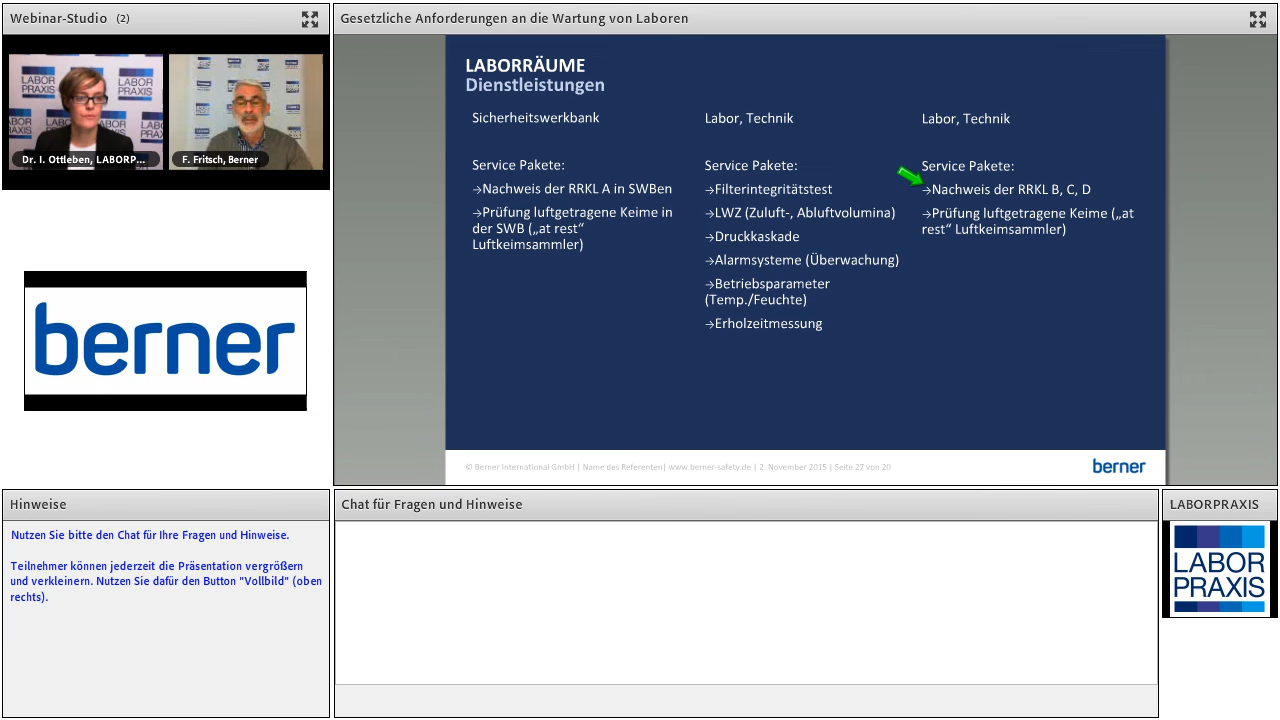 Webinar-Studio (2)
LABOR
PRAXIS
LABOR
PRAXIS
Dr. I. Ottleben, LABORP...
F. Fritsch, Berner
berner
Gesetzliche Anforderungen an die Wartung von Laboren
LABORRÄUME
Dienstleistungen
Sicherheitswerkbank
Service Pakete:
→Nachweis der RRKL A in SWBen
→Prüfung luftgetragene Keime in
der SWB („at rest“
Luftkeimsammler)
Labor, Technik
Service Pakete:
→Filterintegritätstest
→LWZ (Zuluft-, Abluftvolumina)
→Druckkaskade
→Alarmsysteme (Überwachung)
→Betriebsparameter
(Temp./Feuchte)
→Erholzeitmessung
Labor, Technik
Service Pakete:
→Nachweis der RRKL B, C, D
→Prüfung luftgetragene Keime („at
rest“ Luftkeimsammler)
© Berner International GmbH | Name des Referenten| www.berner-safety.de | 2. November 2015 | Seite 27 von 20
berner
Hinweise
Nutzen Sie bitte den Chat für Ihre Fragen und Hinweise.
Teilnehmer können jederzeit die Präsentation vergrößern
und verkleinern. Nutzen Sie dafür den Button "Vollbild" (oben
rechts).
Chat für Fragen und Hinweise
LABORPRAXIS
LABOR
PRAXIS